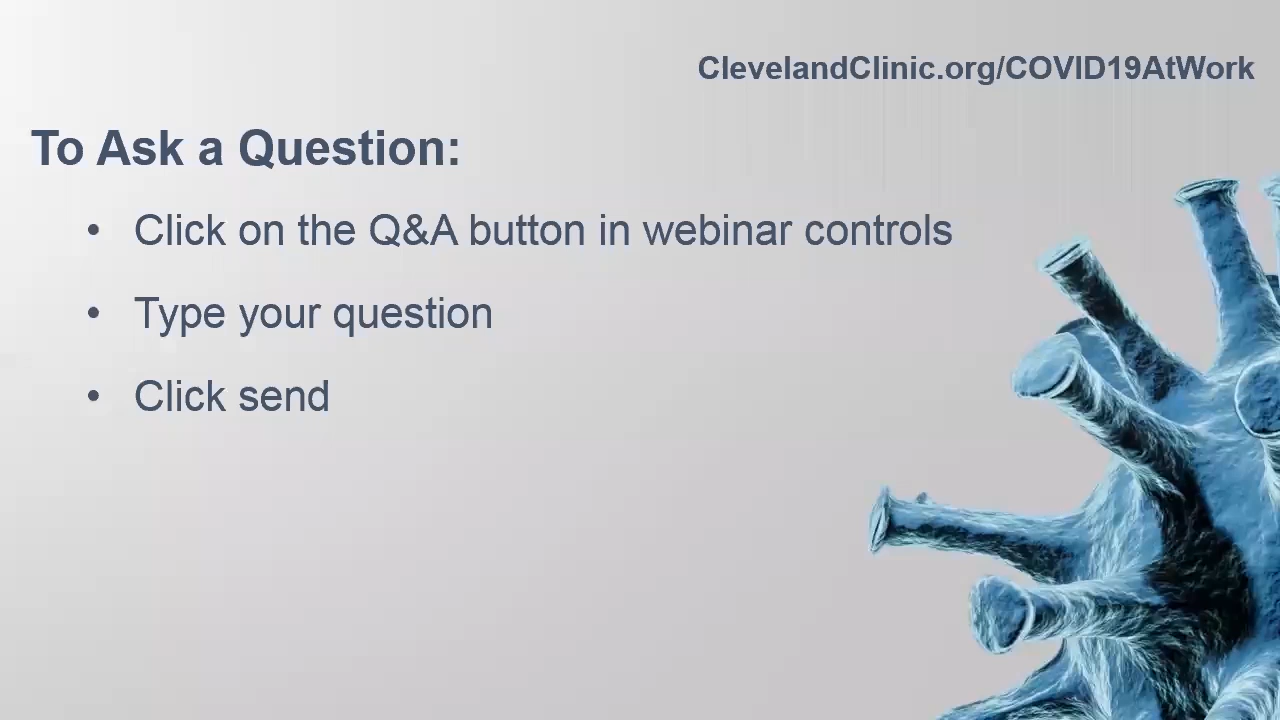 ClevelandClinic.org/COVID19AtWork
To Ask a Question:
• Click on the Q&A button in webinar controls
• Type your question
• Click send